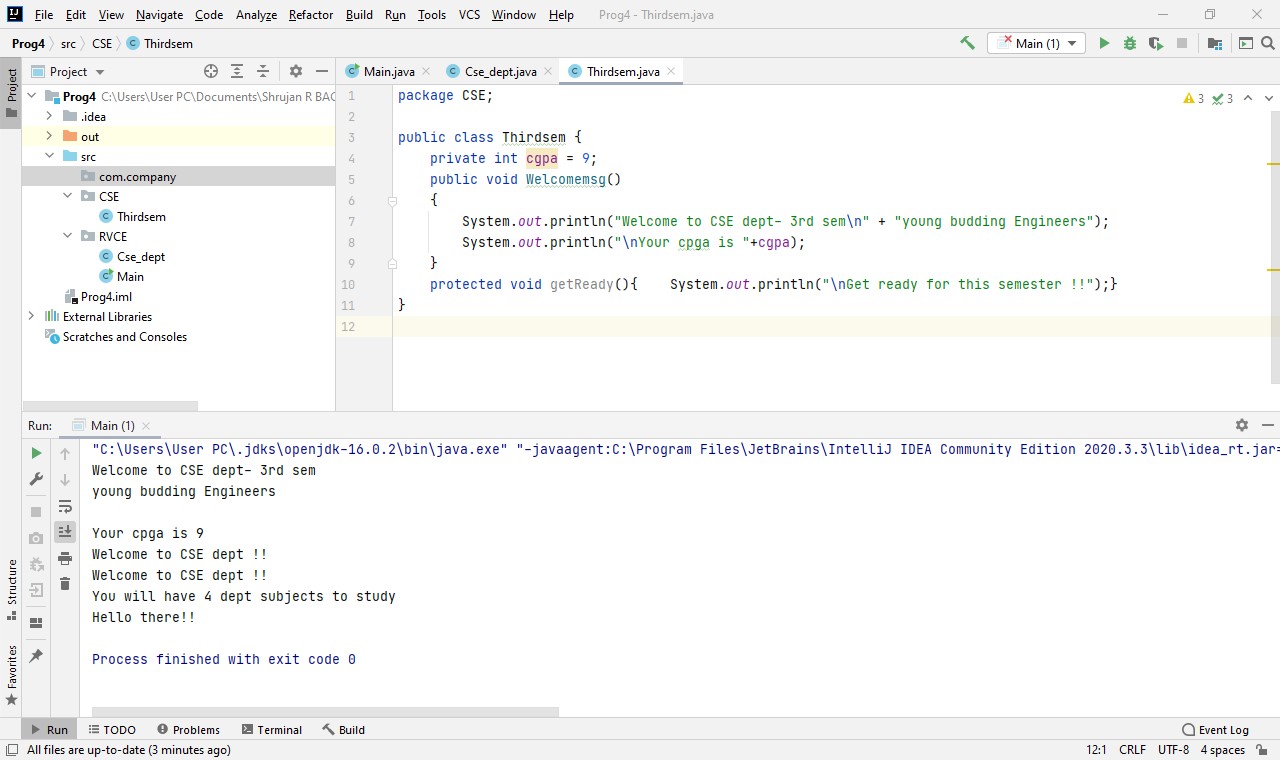 File Edit View Navigate Code Analyze Refactor Build Run Tools VCS Window Help Prog4 - Thirdsem.java
Prog4 src CSE Thirdsem Main (1)
Project Main.java Cse_dept.java Thirdsem.java
Project
Prog4 C:\Users\User PC\Documents\Shrujan R BAC
.idea
out
src
com.company
CSE
Thirdsem
RVCE
Cse_dept
Main
Prog4.iml
External Libraries
Scratches and Consoles
3 3
1 package CSE;
2
3 public class Thirdsem {
4 private int cgpa = 9;
5 public void Welcomemsg()
6 {
7 System.out.println("Welcome to CSE dept- 3rd sem\n" + "young budding Engineers");
8 System.out.println("\nYour cpga is "+cgpa);
9 }
10 protected void getReady(){ System.out.println("\nGet ready for this semester !!");}
11 }
12
Run: Main (1)
"C:\Users\User PC\.jdks\openjdk-16.0.2\bin\java.exe" "-javaagent:C:\Program Files\JetBrains\IntelliJ IDEA Community Edition 2020.3.3\lib\idea_rt.jar=
Welcome to CSE dept- 3rd sem
young budding Engineers
Your cpga is 9
Welcome to CSE dept !!
Welcome to CSE dept !!
You will have 4 dept subjects to study
Hello there!!
Process finished with exit code 0
Structure
Favorites
Run TODO Problems Terminal Build Event Log
All files are up-to-date (3 minutes ago) 12:1 CRLF UTF-8 4 spaces